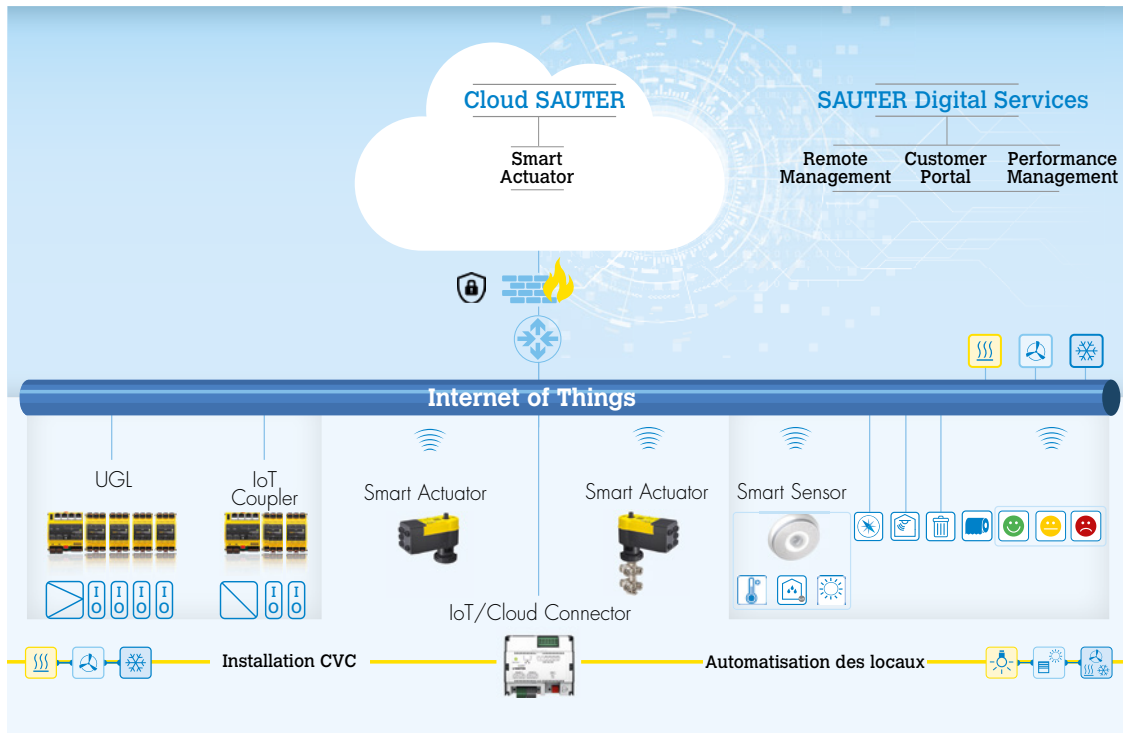 Cloud SAUTER
SAUTER Digital Services
Smart
Actuator
Remote
Management
Customer
Portal
Performance
Management
Internet of Things
UGL
IoT
Coupler
Smart Actuator
Smart Actuator
Smart Sensor
I
O
I
O
I
O
I
O
I
O
I
O
IoT/Cloud Connector
Installation CVC
Automatisation des locaux